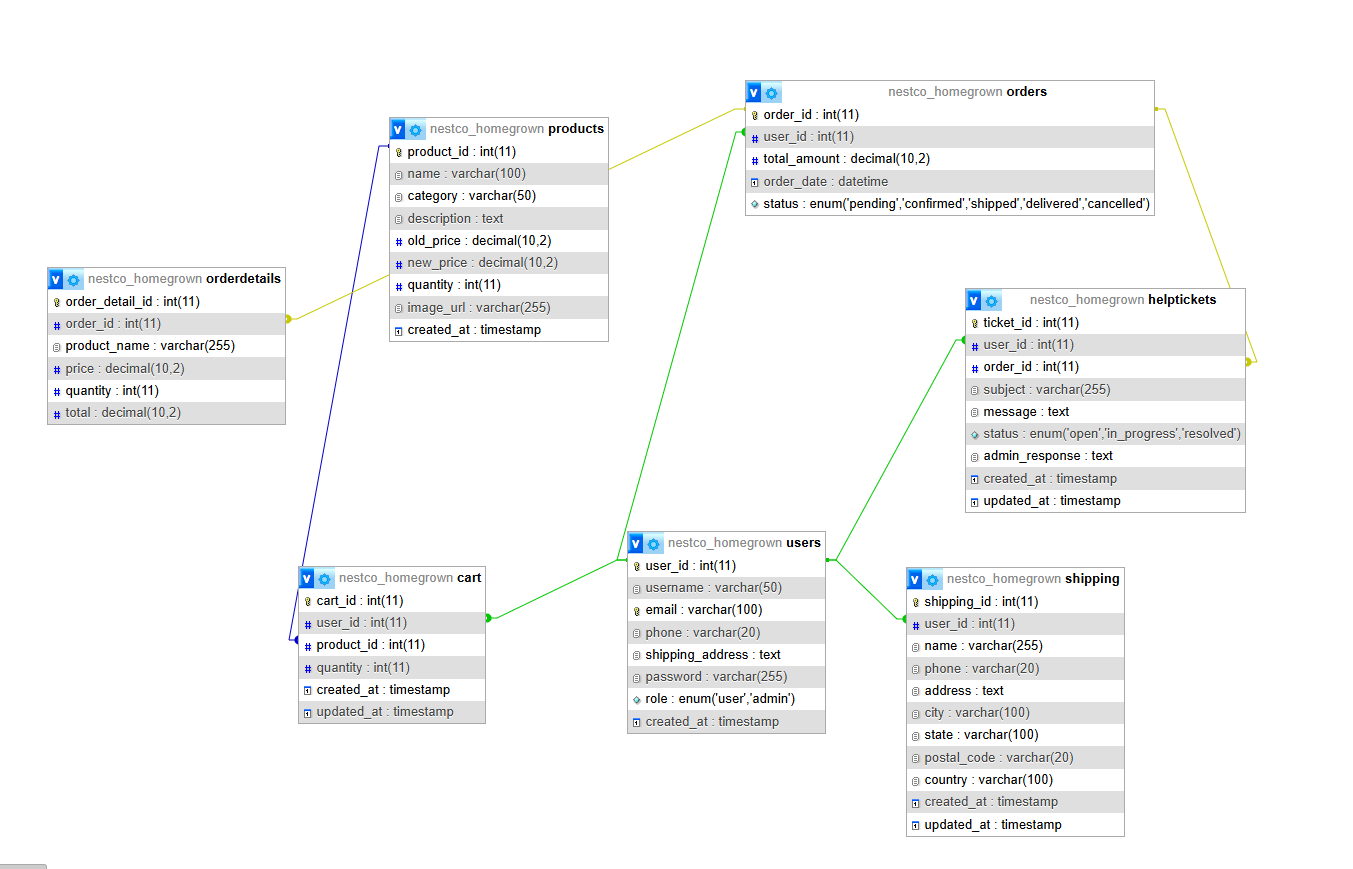 nestco_homegrown orders
order_id : int(11)
user_id : int(11)
total_amount : decimal(10,2)
order_date : datetime
status : enum('pending','confirmed','shipped','delivered','cancelled')
nestco_homegrown products
product_id : int(11)
name : varchar(100)
category : varchar(50)
description : text
old_price : decimal(10,2)
new_price : decimal(10,2)
quantity : int(11)
image_url : varchar(255)
created_at : timestamp
nestco_homegrown orderdetails
order_detail_id : int(11)
order_id : int(11)
product_name : varchar(255)
price : decimal(10,2)
quantity : int(11)
total : decimal(10,2)
nestco_homegrown helptickets
ticket_id : int(11)
user_id : int(11)
order_id : int(11)
subject : varchar(255)
message : text
status : enum('open','in_progress','resolved')
admin_response : text
created_at : timestamp
updated_at : timestamp
nestco_homegrown cart
cart_id : int(11)
user_id : int(11)
product_id : int(11)
quantity : int(11)
created_at : timestamp
updated_at : timestamp
nestco_homegrown users
user_id : int(11)
username : varchar(50)
email : varchar(100)
phone : varchar(20)
shipping_address : text
password : varchar(255)
role : enum('user','admin')
created_at : timestamp
nestco_homegrown shipping
shipping_id : int(11)
user_id : int(11)
name : varchar(255)
phone : varchar(20)
address : text
city : varchar(100)
state : varchar(100)
postal_code : varchar(20)
country : varchar(100)
created_at : timestamp
updated_at : timestamp